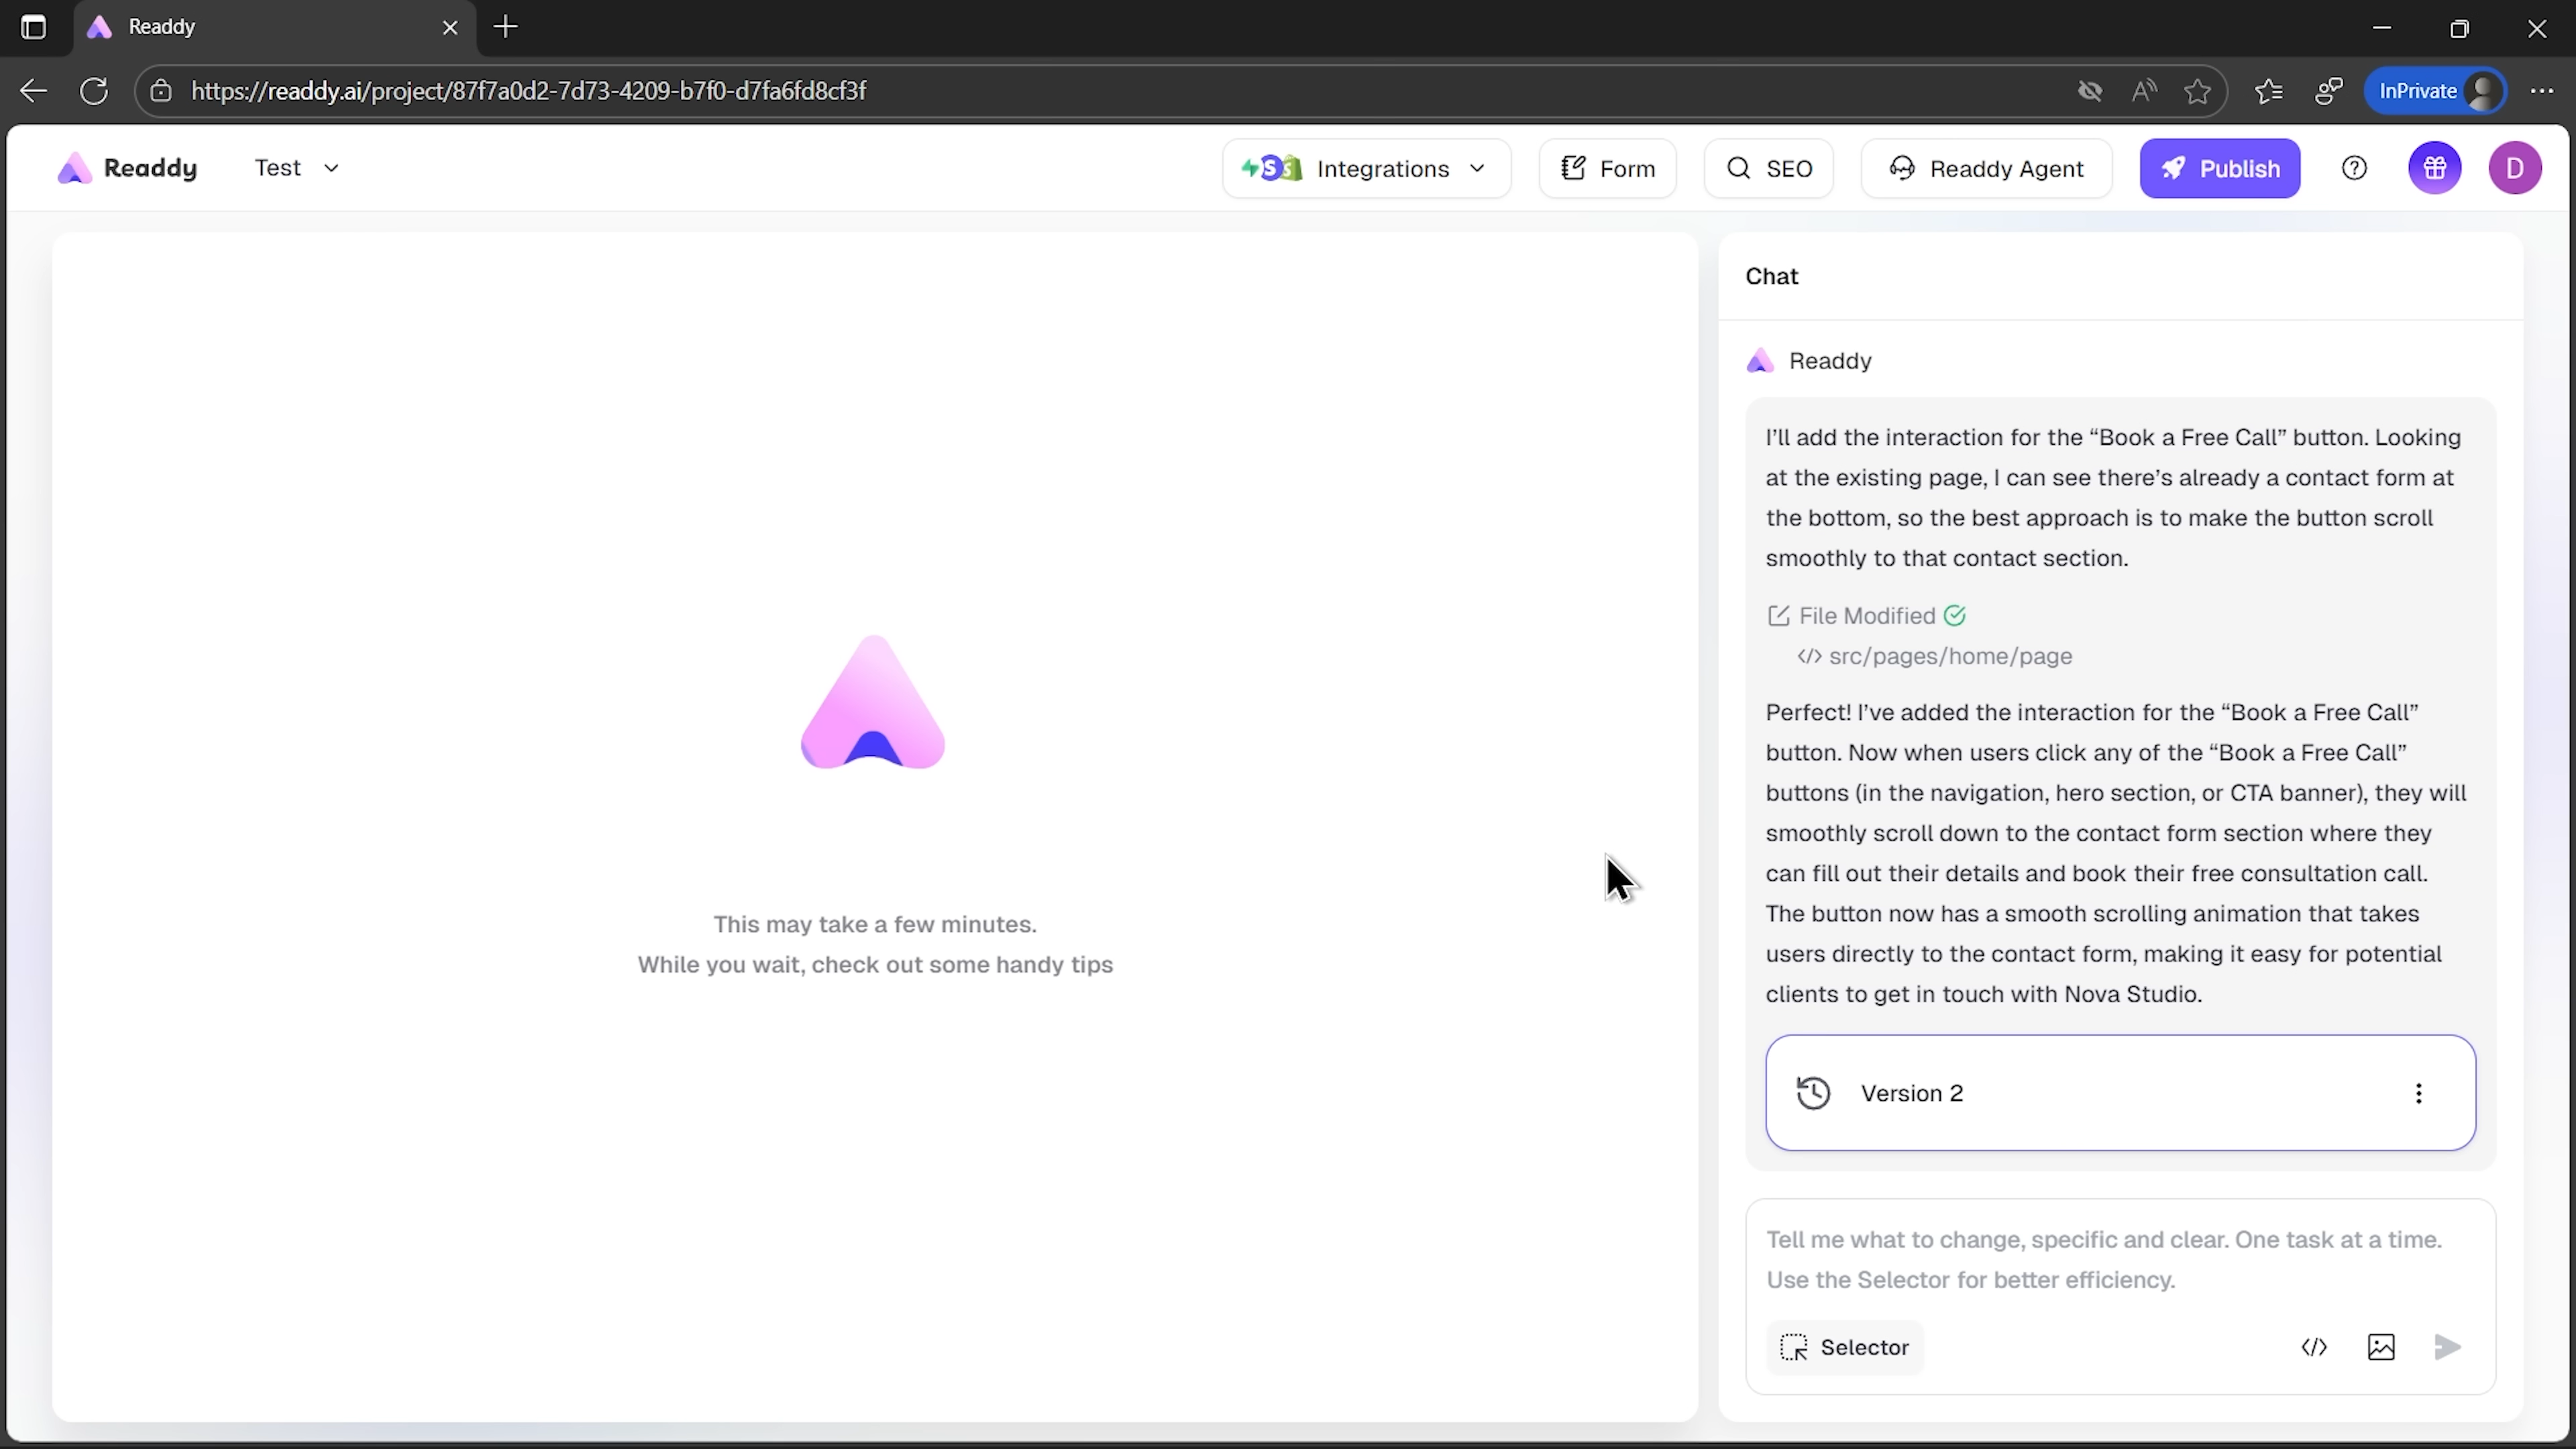 Readdy
https://readdy.ai/project/87f7a0d2-7d73-4209-b7f0-d7fa6fd8cf3f
InPrivate
Readdy
Test
Integrations
Form
SEO
Readdy Agent
Publish
D
Chat
Readdy
I’ll add the interaction for the “Book a Free Call” button. Looking
at the existing page, I can see there’s already a contact form at
the bottom, so the best approach is to make the button scroll
smoothly to that contact section.
File Modified
</> src/pages/home/page
Perfect! I’ve added the interaction for the “Book a Free Call”
button. Now when users click any of the “Book a Free Call”
buttons (in the navigation, hero section, or CTA banner), they will
smoothly scroll down to the contact form section where they
can fill out their details and book their free consultation call.
The button now has a smooth scrolling animation that takes
users directly to the contact form, making it easy for potential
clients to get in touch with Nova Studio.
Version 2
This may take a few minutes.
While you wait, check out some handy tips
Tell me what to change, specific and clear. One task at a time.
Use the Selector for better efficiency.
Selector